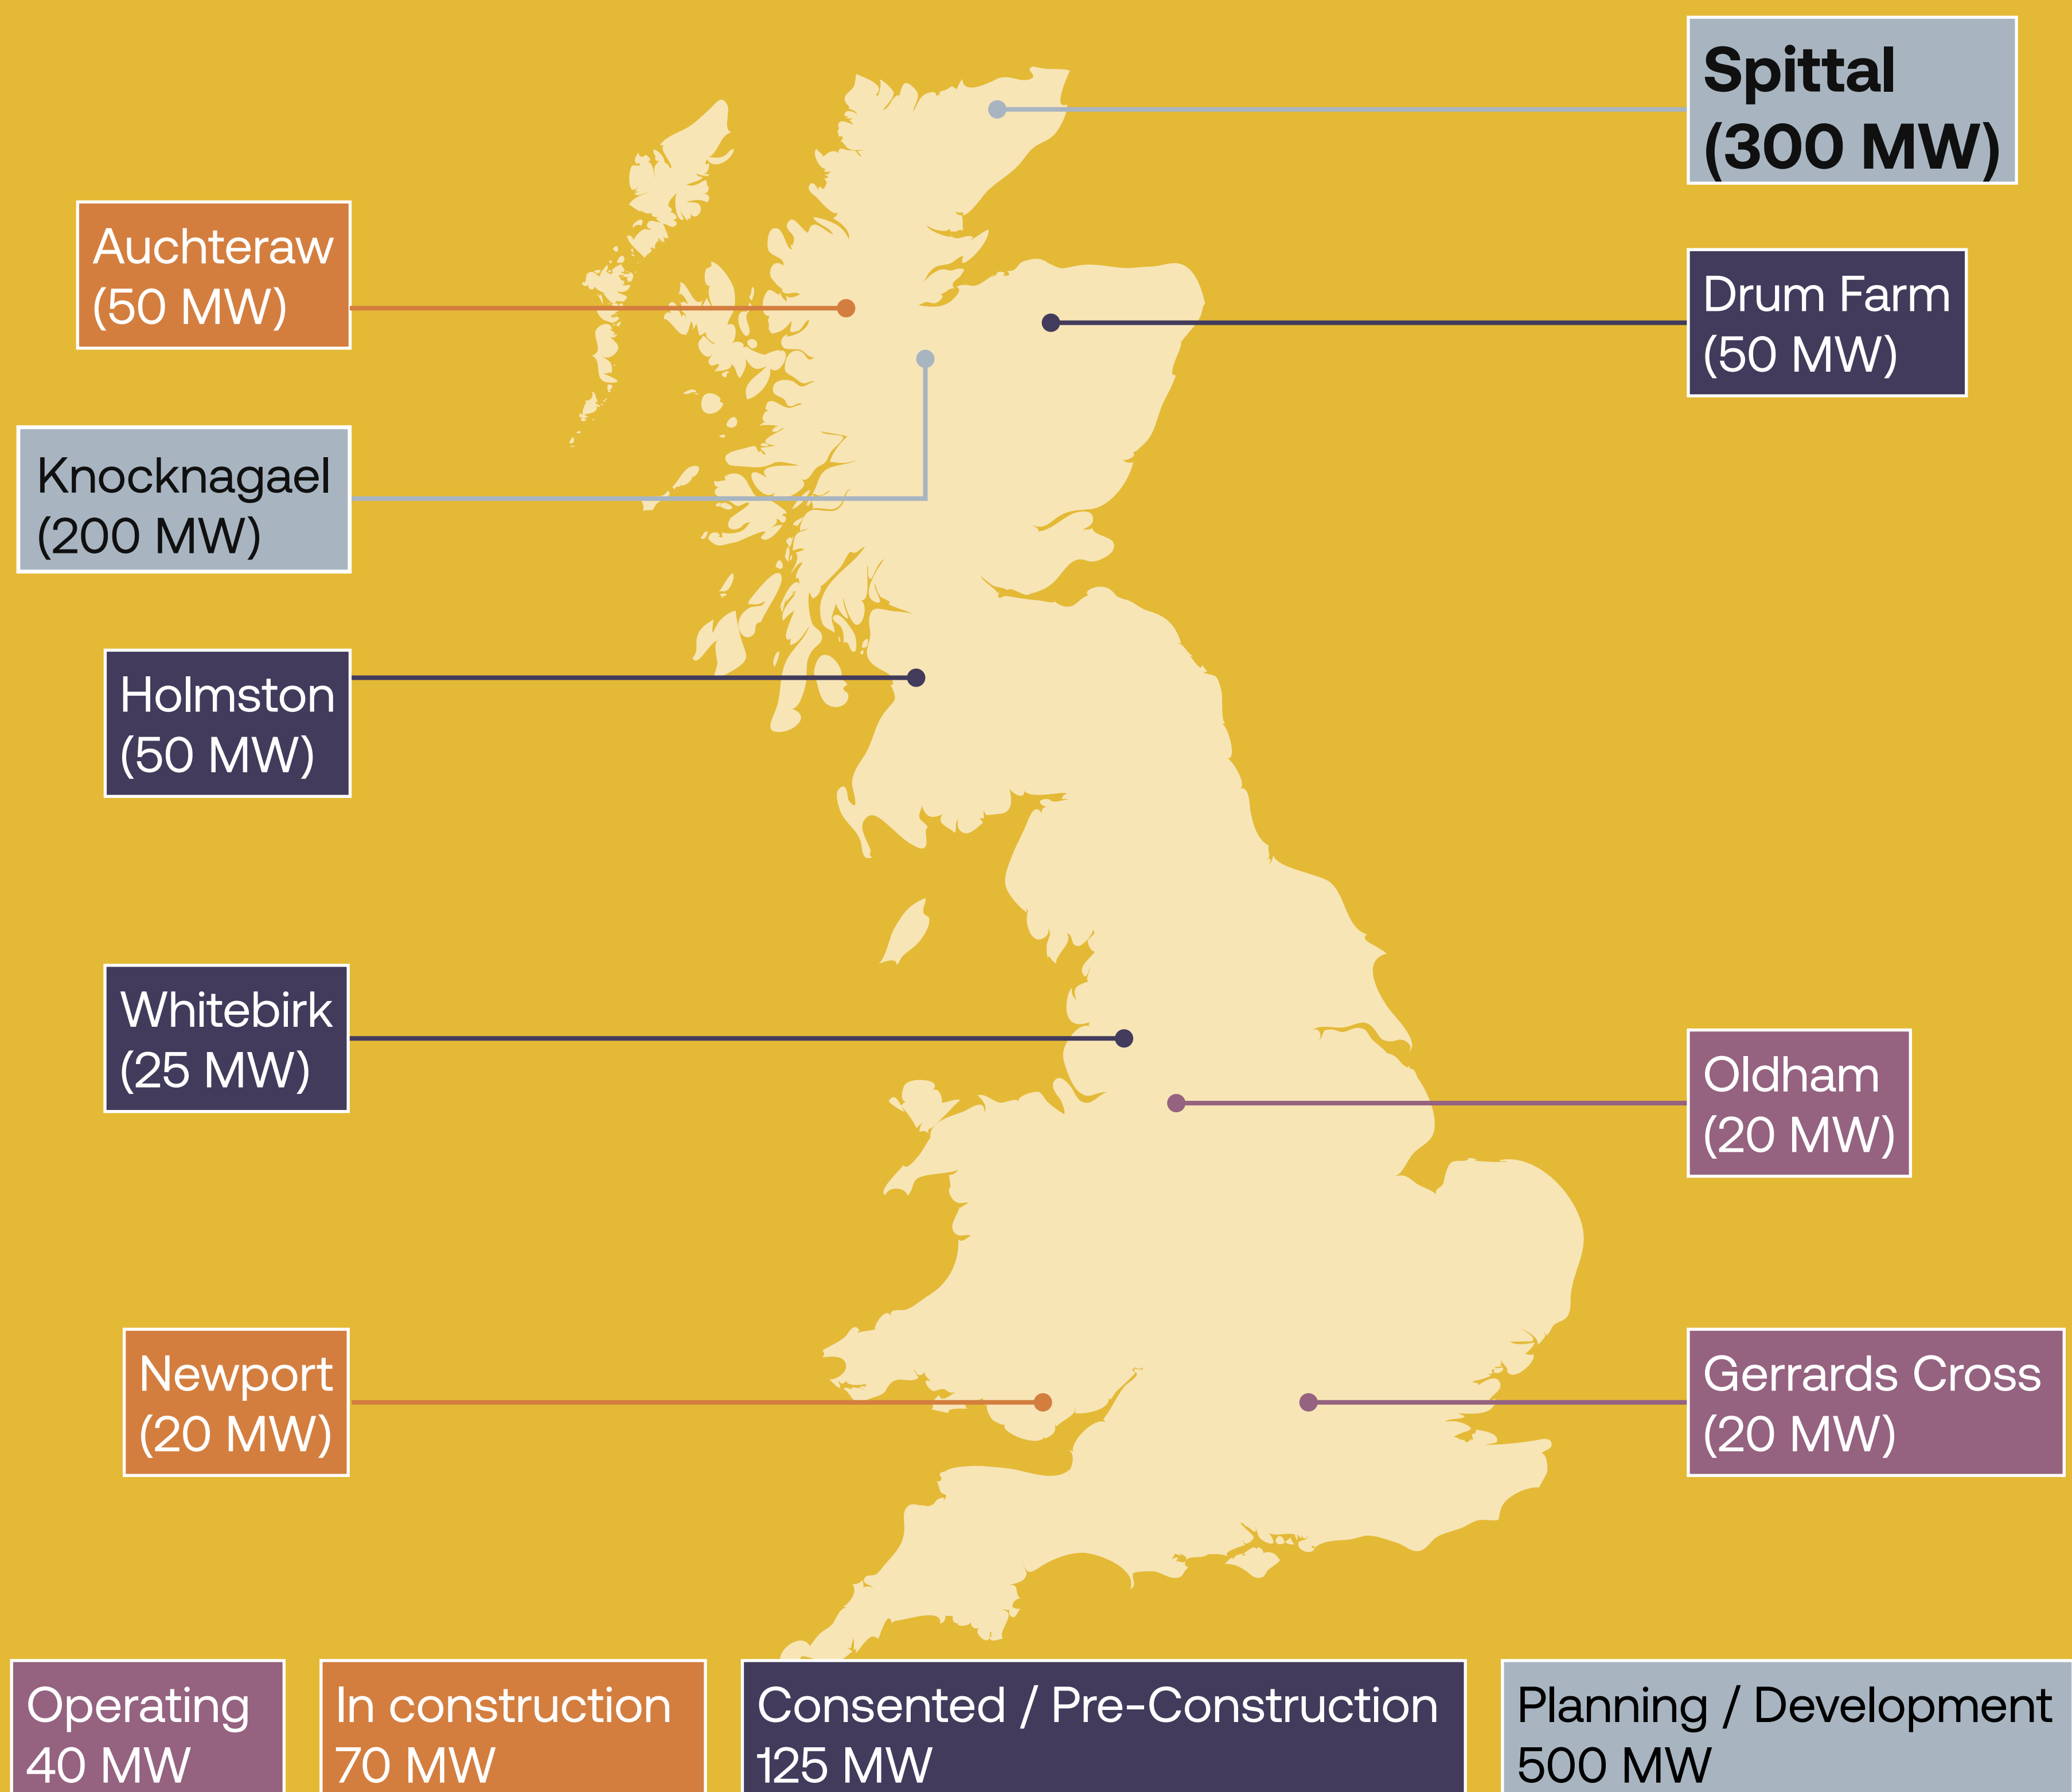 Spittal
(300 MW)
Auchteraw
(50 MW)
Drum Farm
(50 MW)
Knocknagael
(200 MW)
Holmston
(50 MW)
Whitebirk
(25 MW)
Oldham
(20 MW)
Newport
(20 MW)
Gerrards Cross
(20 MW)
Operating
40 MW
In construction
70 MW
Consented / Pre-Construction
125 MW
Planning / Development
500 MW